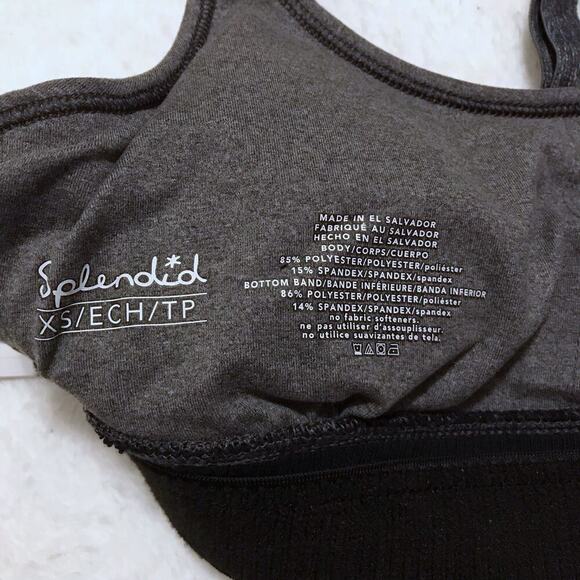 Splendid
XS/ECH/TP
MADE IN EL SALVADOR
FABRIQUÉ AU SALVADOR
HECHO EN EL SALVADOR
BODY/CORPS/CUERPO
85% POLYESTER/POLYESTER/poliéster
15% SPANDEX/SPANDEX/spandex
BOTTOM BAND/BANDE INFÉRIEURE/BANDA INFERIOR
86% POLYESTER/POLYESTER/poliéster
14% SPANDEX/SPANDEX/spandex
no fabric softeners.
ne pas utiliser d'assouplisseur.
no utilice suavizantes de tela.